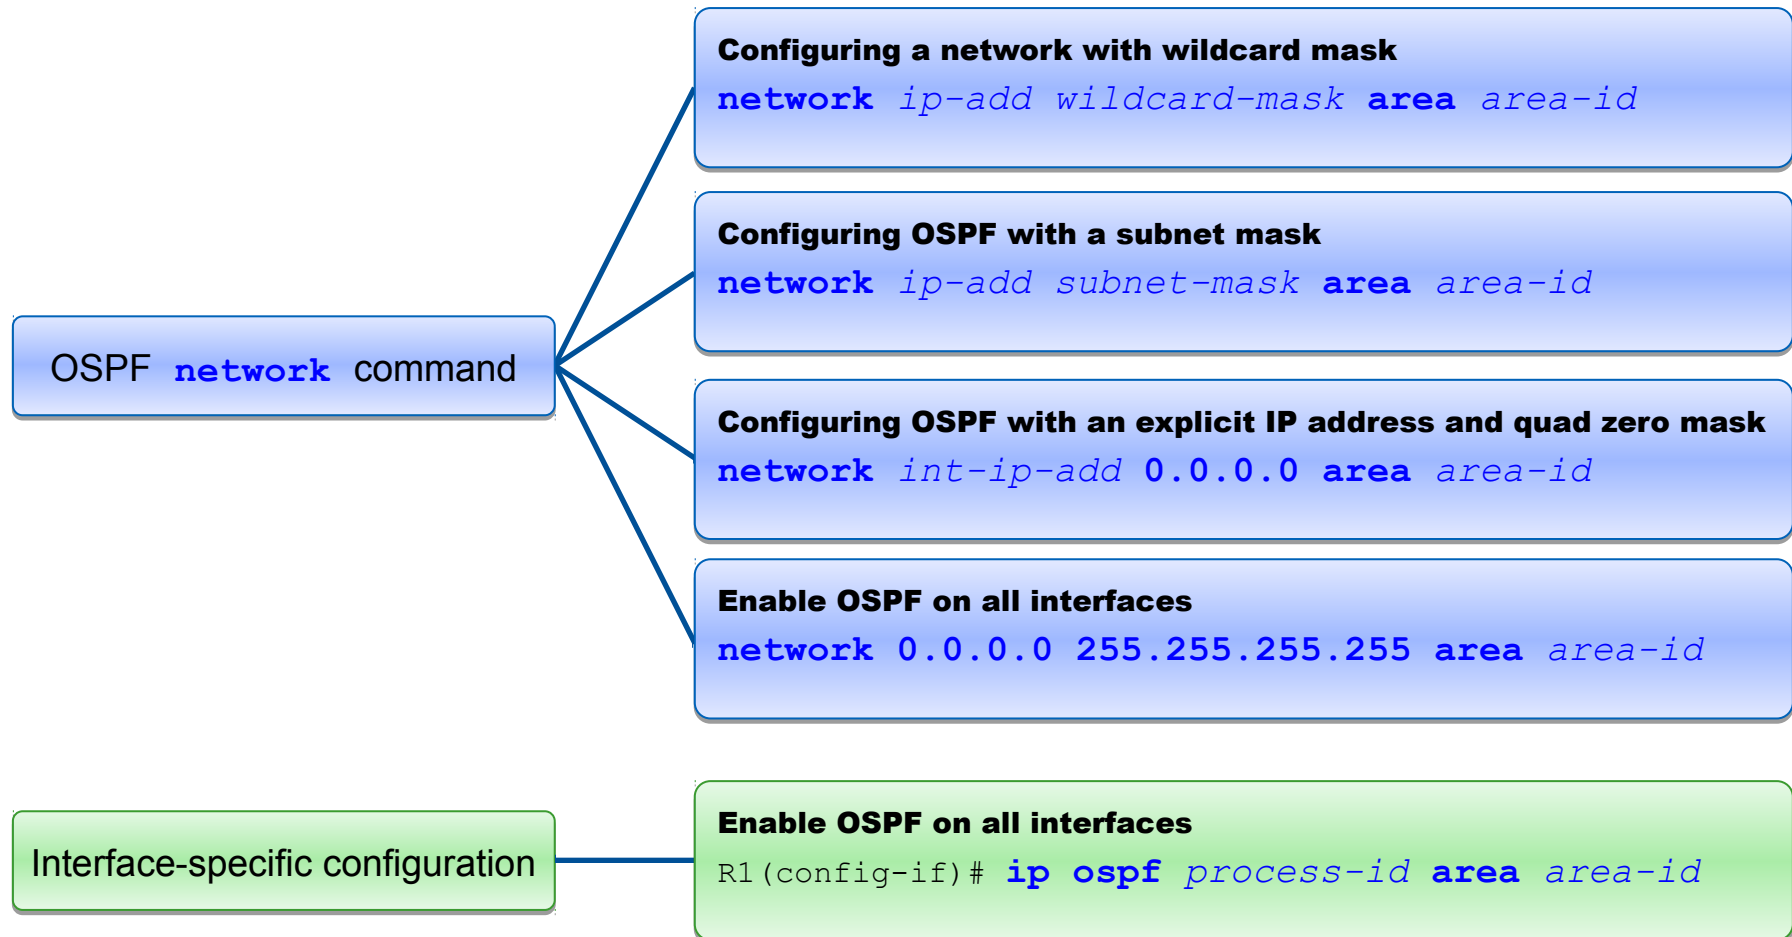 Configuring a network with wildcard mask
network ip-add wildcard-mask area area-id
Configuring OSPF with a subnet mask
network ip-add subnet-mask area area-id
OSPF network command
Configuring OSPF with an explicit IP address and quad zero mask
network int-ip-add 0.0.0.0 area area-id
Enable OSPF on all interfaces
network 0.0.0.0 255.255.255.255 area area-id
Interface-specific configuration
Enable OSPF on all interfaces
R1(config-if)# ip ospf process-id area area-id